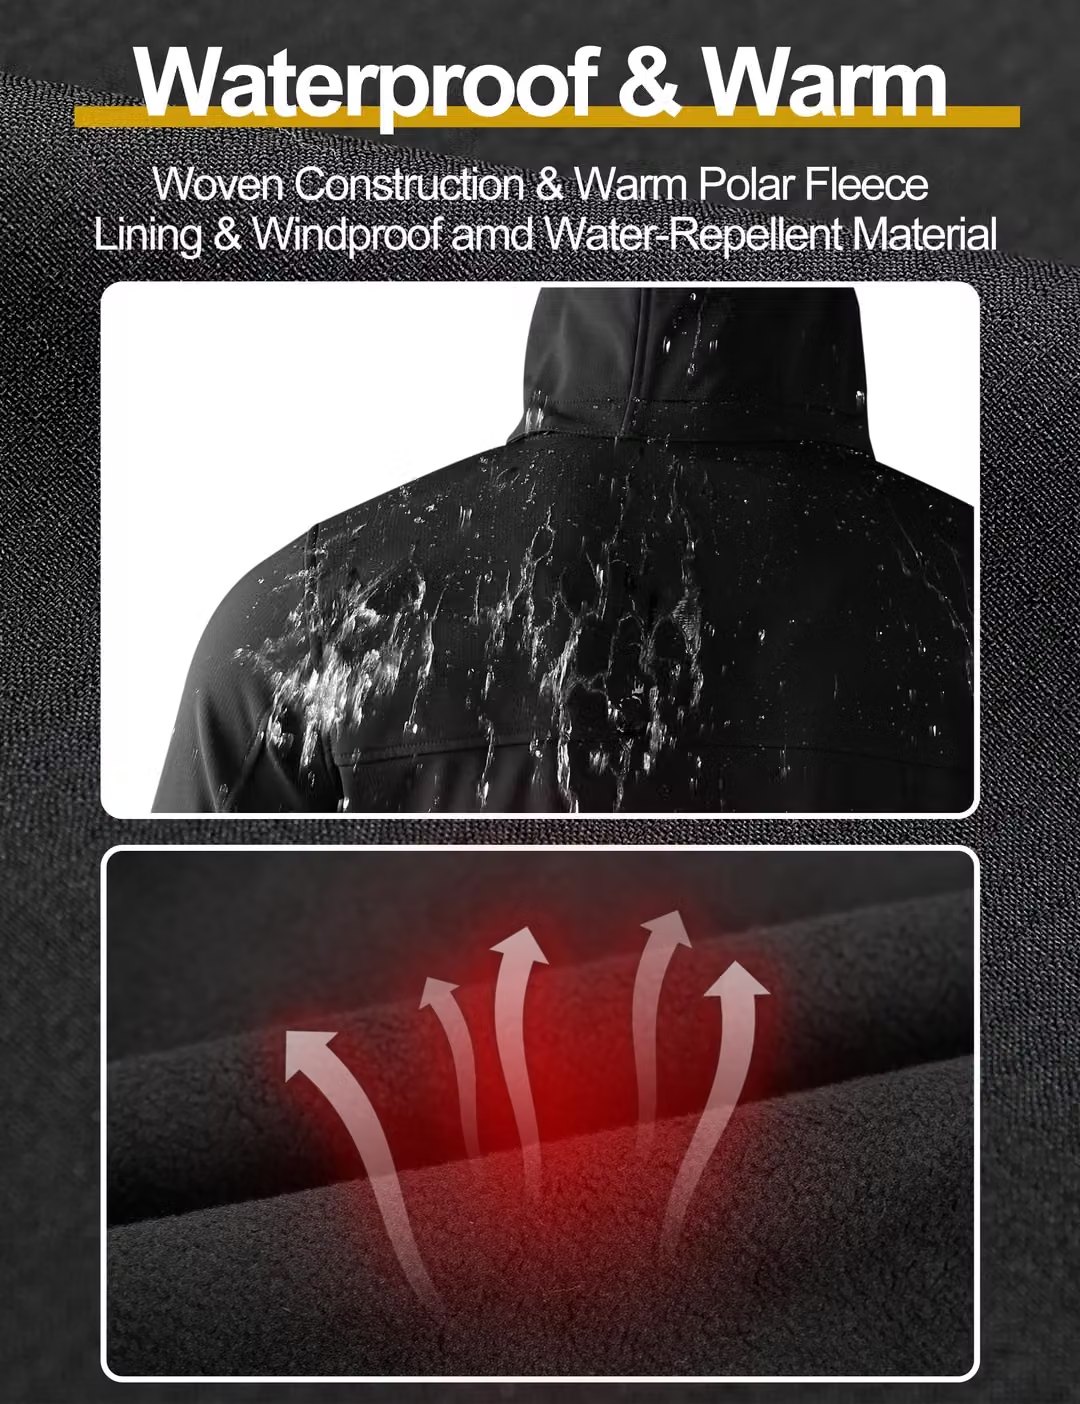 Waterproof & Warm
Woven Construction & Warm Polar Fleece
Lining & Windproof amd Water-Repellent Material